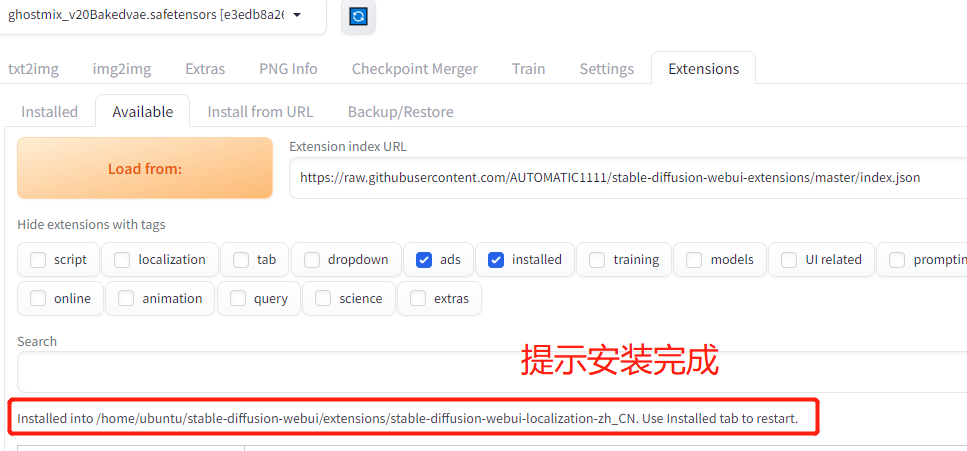 ghostmix_v20Bakedvae.safetensors [e3edb8a26
txt2img img2img Extras PNG Info Checkpoint Merger Train Settings Extensions
Installed Available Install from URL Backup/Restore
Load from:
Extension index URL
https://raw.githubusercontent.com/AUTOMATIC1111/stable-diffusion-webui-extensions/master/index.json
Hide extensions with tags
script localization tab dropdown ads installed training models UI related promptin
online animation query science extras
Search
提示安装完成
Installed into /home/ubuntu/stable-diffusion-webui/extensions/stable-diffusion-webui-localization-zh_CN. Use Installed tab to restart.